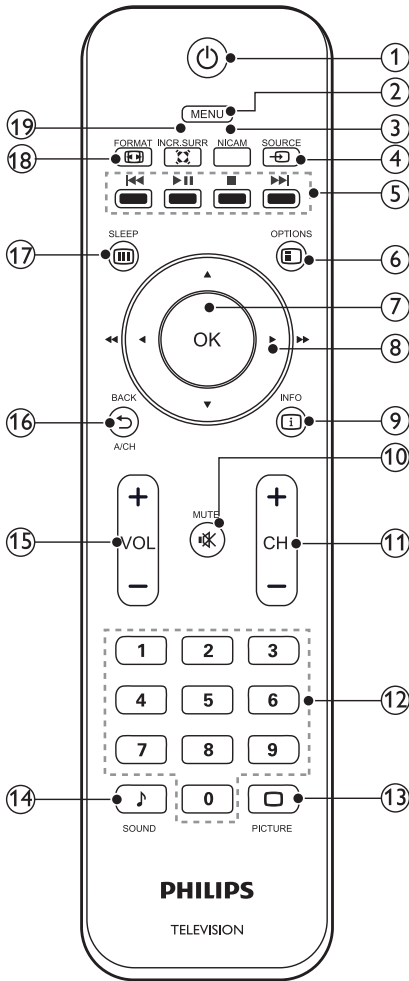 1
MENU
2
19
3
FORMAT INCR.SURR NICAM SOURCE
18
4
5
SLEEP OPTIONS
17
6
7
OK
8
BACK INFO
16
9
A/CH
10
+ +
MUTE
15
VOL CH
11
− −
1 2 3
4 5 6
12
7 8 9
14
0
13
SOUND PICTURE
PHILIPS
TELEVISION